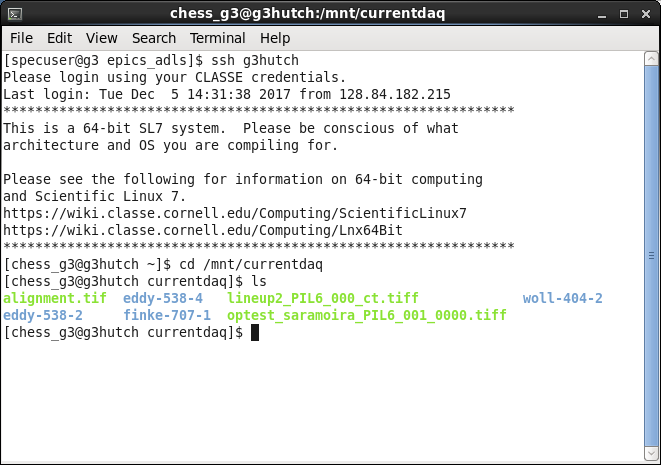 chess_g3@g3hutch:/mnt/currentdaq
File Edit View Search Terminal Help
[specuser@g3 epics_adls]$ ssh g3hutch
Please login using your CLASSE credentials.
Last login: Tue Dec  5 14:31:38 2017 from 128.84.182.215
****************************************************************
This is a 64-bit SL7 system.  Please be conscious of what
architecture and OS you are compiling for.
Please see the following for information on 64-bit computing
and Scientific Linux 7.
https://wiki.classe.cornell.edu/Computing/ScientificLinux7
https://wiki.classe.cornell.edu/Computing/Lnx64Bit
****************************************************************
[chess_g3@g3hutch ~]$ cd /mnt/currentdaq
[chess_g3@g3hutch currentdaq]$ ls
alignment.tif  eddy-538-4   lineup2_PIL6_000_ct.tiff             woll-404-2
eddy-538-2     finke-707-1  optest_saramoira_PIL6_001_0000.tiff
[chess_g3@g3hutch currentdaq]$